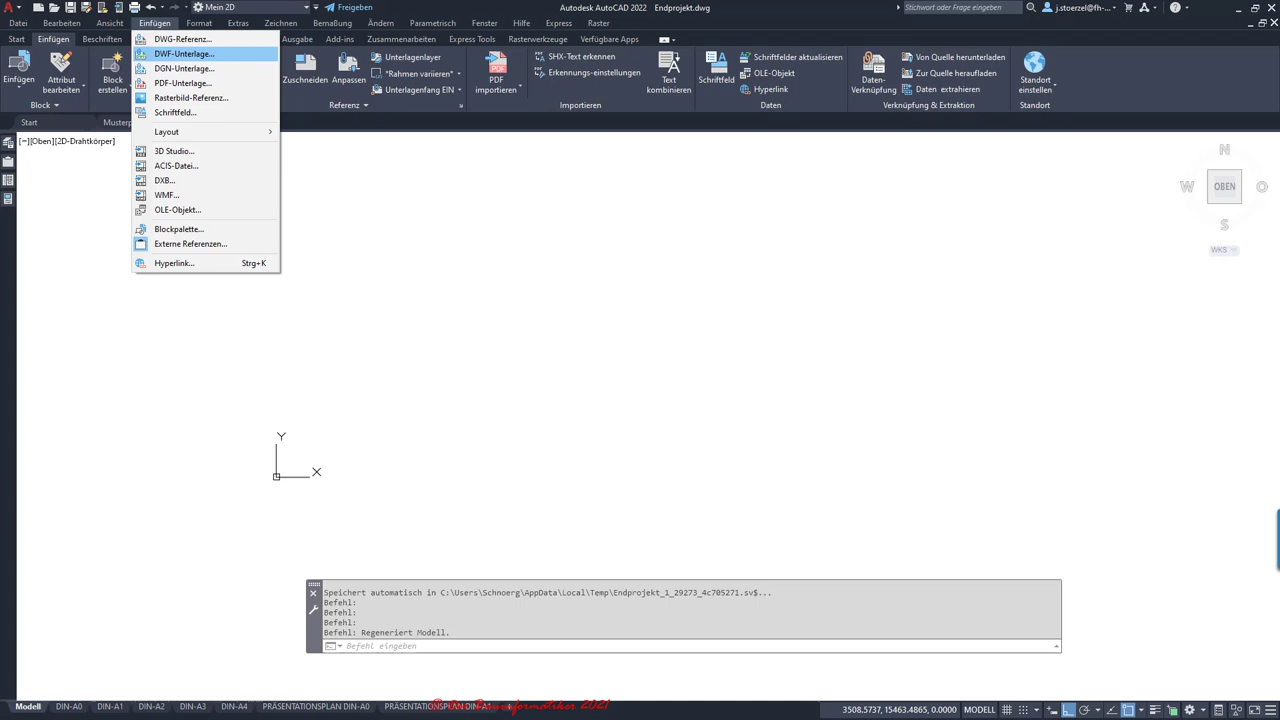 Mein 2D
Freigeben
Autodesk AutoCAD 2022 Endprojekt.dwg
Stichwort oder Frage eingeben
j.stoerzel@fr...
Datei Bearbeiten Ansicht Einfügen Format Extras Zeichnen Bemaßung Ändern Parametrisch Fenster Hilfe Express Raster
Start Einfügen Beschriften Ausgabe Add-ins Zusammenarbeiten Express Tools Rasterwerkzeuge Verfügbare Apps
Einfügen
Attribut bearbeiten
Block erstellen
Block
Zuschneiden
Anpassen
Unterlagenlayer
*Rahmen variieren*
Unterlagenfang EIN
Referenz
PDF importieren
SHX-Text erkennen
Erkennungs-einstellungen
Text kombinieren
Importieren
Schriftfeld
Schriftfelder aktualisieren
OLE-Objekt
Hyperlink
Daten
Daten-Verknüpfung
Von Quelle herunterladen
Zur Quelle heraufladen
Daten extrahieren
Verknüpfung & Extraktion
Standort einstellen
Standort
DWG-Referenz...
DWF-Unterlage...
DGN-Unterlage...
PDF-Unterlage...
Rasterbild-Referenz...
Schriftfeld...
Layout
3D Studio...
ACIS-Datei...
DXB...
WMF...
OLE-Objekt...
Blockpalette...
Externe Referenzen...
Hyperlink... Strg+K
Start
Musterp
[−][Oben][2D-Drahtkörper]
N
W OBEN O
S
WKS
Y
X
Speichert automatisch in C:\Users\Schnoerg\AppData\Local\Temp\Endprojekt_1_29273_4c705271.sv$...
Befehl:
Befehl:
Befehl:
Befehl: Regeneriert Modell.
Befehl eingeben
Modell DIN-A0 DIN-A1 DIN-A2 DIN-A3 DIN-A4 PRÄSENTATIONSPLAN DIN-A0 PRÄSENTATIONSPLAN DIN-A1
© Der Bauinformatiker 2021
3508.5737, 15463.4865, 0.0000 MODELL